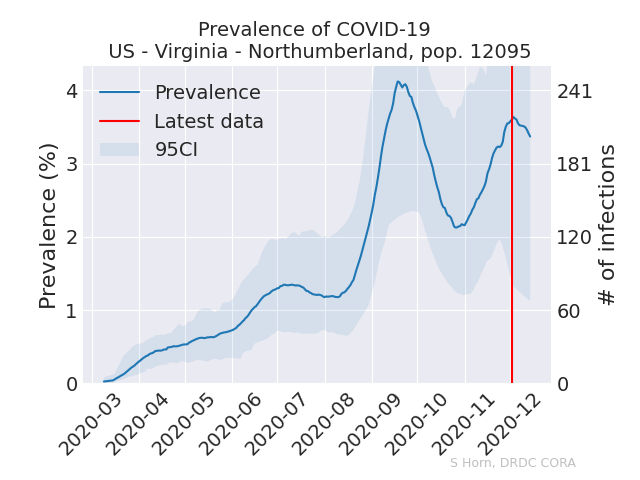 Prevalence of COVID-19
US - Virginia - Northumberland, pop. 12095
Prevalence
Latest data
95CI
Prevalence (%)
4
3
2
1
0
241
181
120
60
0
# of infections
2020-03
2020-04
2020-05
2020-06
2020-07
2020-08
2020-09
2020-10
2020-11
2020-12
S Horn, DRDC CORA